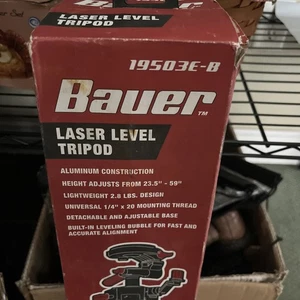 LASER LEVEL
TRIPOD
19503E-B
Bauer™
LASER LEVEL
TRIPOD
ALUMINUM CONSTRUCTION
HEIGHT ADJUSTS FROM 23.5" - 59"
LIGHTWEIGHT 2.8 LBS. DESIGN
UNIVERSAL 1/4" X 20 MOUNTING THREAD
DETACHABLE AND AJUSTABLE BASE
BUILT-IN LEVELING BUBBLE FOR FAST AND
ACCURATE ALIGNMENT